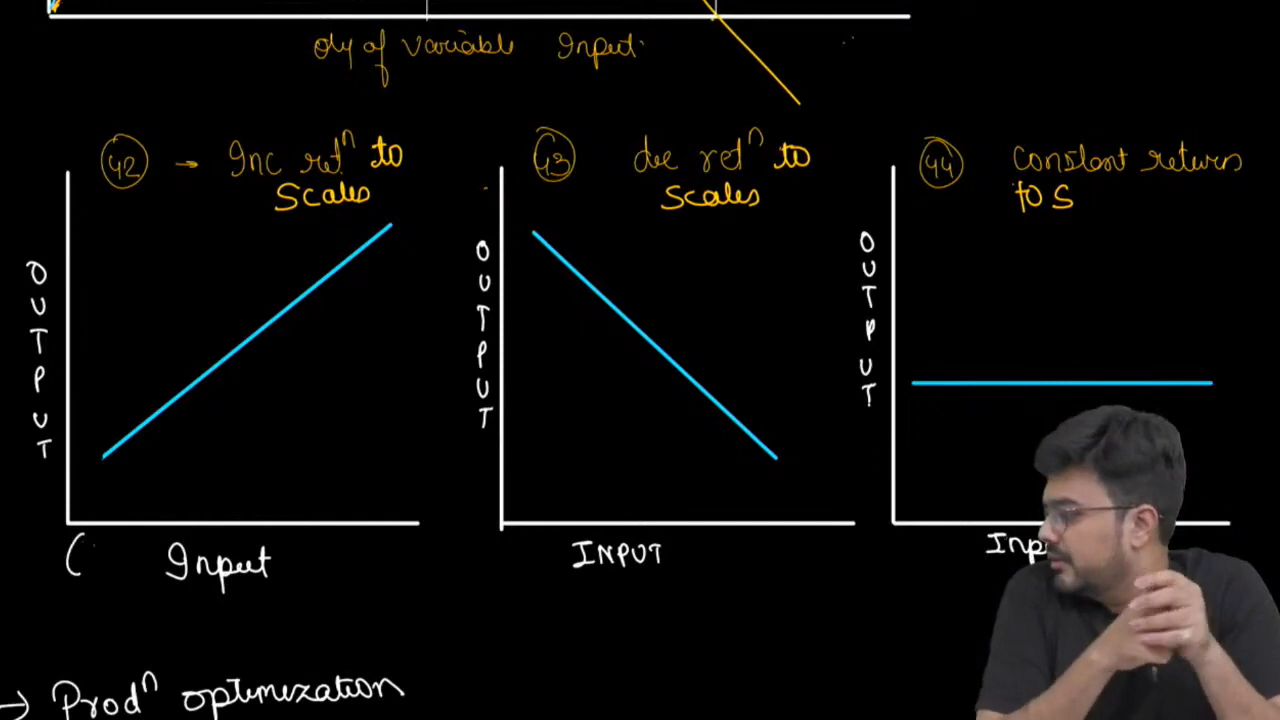 Qty of variable Input
42 → Inc retⁿ to
Scales
OUTPUT
Input
43 dec retⁿ to
Scales
OUTPUT
INPUT
44 Constant returns
to S
OUTPUT
Inp
→ Prodⁿ optimization